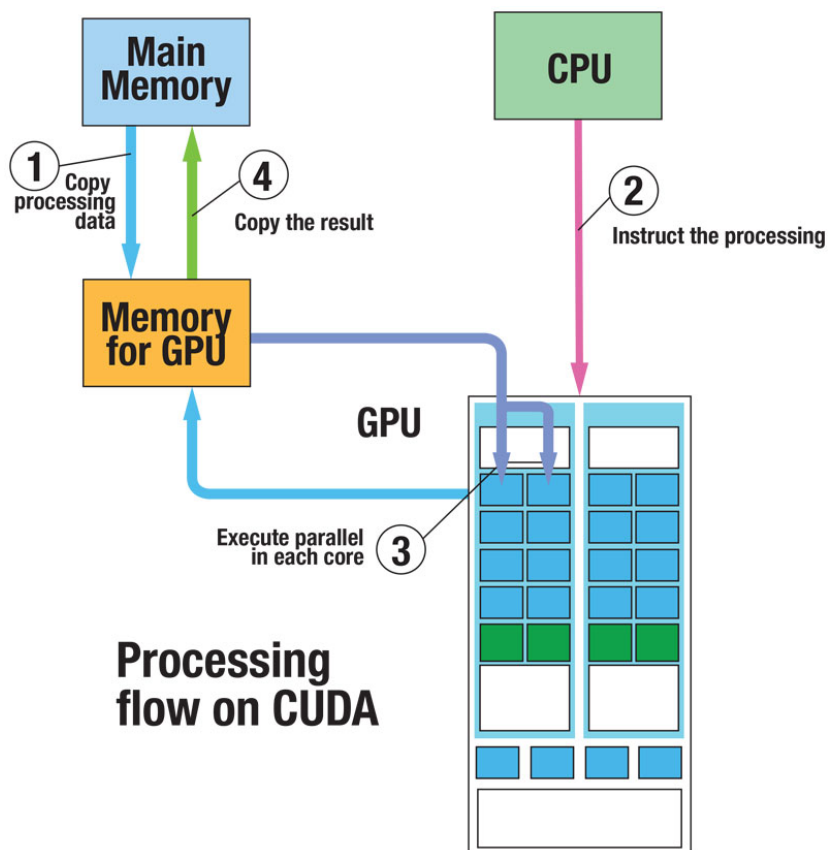 Main
Memory
CPU
1
Copy
processing
data
4
Copy the result
2
Instruct the processing
Memory
for GPU
GPU
Execute parallel
in each core
3
Processing
flow on CUDA